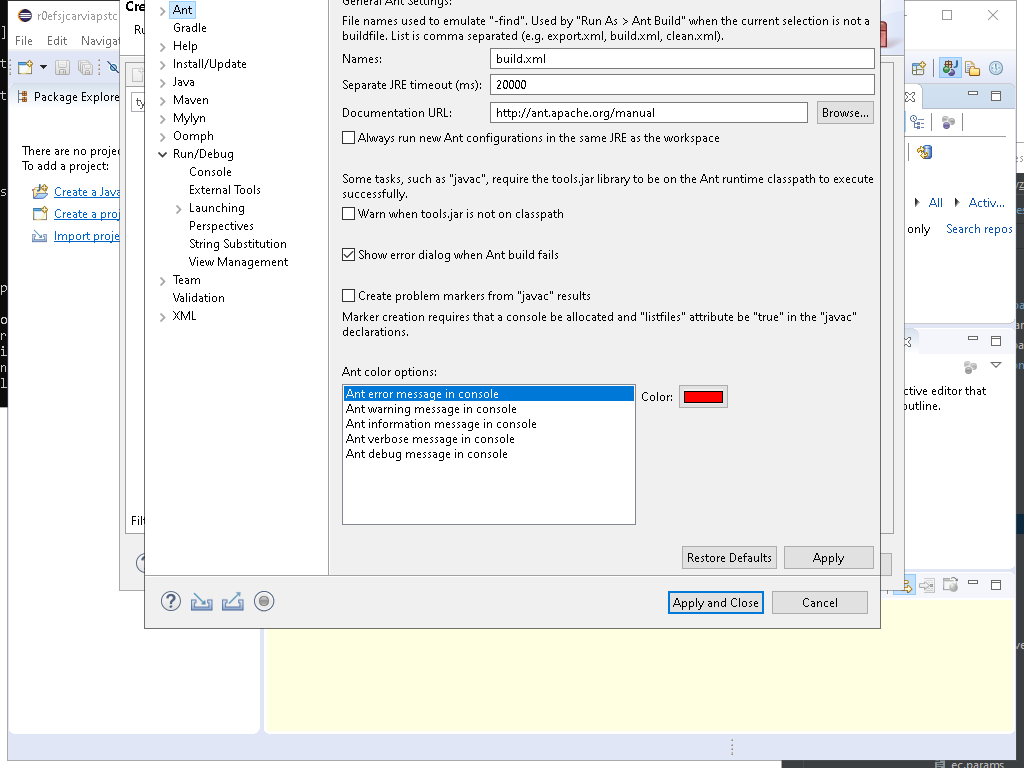 r0efsjcarviapstc
File Edit Naviga
Package Explore
There are no projec
To add a project:
Create a Java
Create a proj
Import proje
Cre
Ru
ty
Filt
Ant
Gradle
Help
Install/Update
Java
Maven
Mylyn
Oomph
Run/Debug
Console
External Tools
Launching
Perspectives
String Substitution
View Management
Team
Validation
XML
General Ant Settings:
File names used to emulate "-find". Used by "Run As > Ant Build" when the current selection is not a
buildfile. List is comma separated (e.g. export.xml, build.xml, clean.xml).
Names: build.xml
Separate JRE timeout (ms): 20000
Documentation URL: http://ant.apache.org/manual Browse...
Always run new Ant configurations in the same JRE as the workspace
Some tasks, such as "javac", require the tools.jar library to be on the Ant runtime classpath to execute
successfully.
Warn when tools.jar is not on classpath
Show error dialog when Ant build fails
Create problem markers from "javac" results
Marker creation requires that a console be allocated and "listfiles" attribute be "true" in the "javac"
declarations.
Ant color options:
Ant error message in console
Ant warning message in console
Ant information message in console
Ant verbose message in console
Ant debug message in console
Color:
Restore Defaults Apply
Apply and Close Cancel
All Activ...
only Search repos
ctive editor that
outline.
ec.params